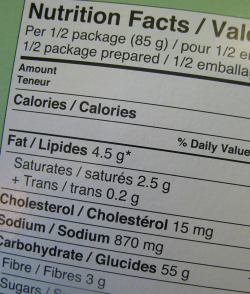 Nutrition Facts / Vale
Per 1/2 package (85 g) / pour 1/2 e
1/2 package prepared / 1/2 emballa
Amount
Teneur
Calories / Calories
% Daily Value
Fat / Lipides 4.5 g*
Saturates / saturés 2.5 g
+ Trans / trans 0.2 g
Cholesterol / Cholestérol 15 mg
Sodium / Sodium 870 mg
Carbohydrate / Glucides 55 g
Fibre / Fibres 3 g
Sugars / S